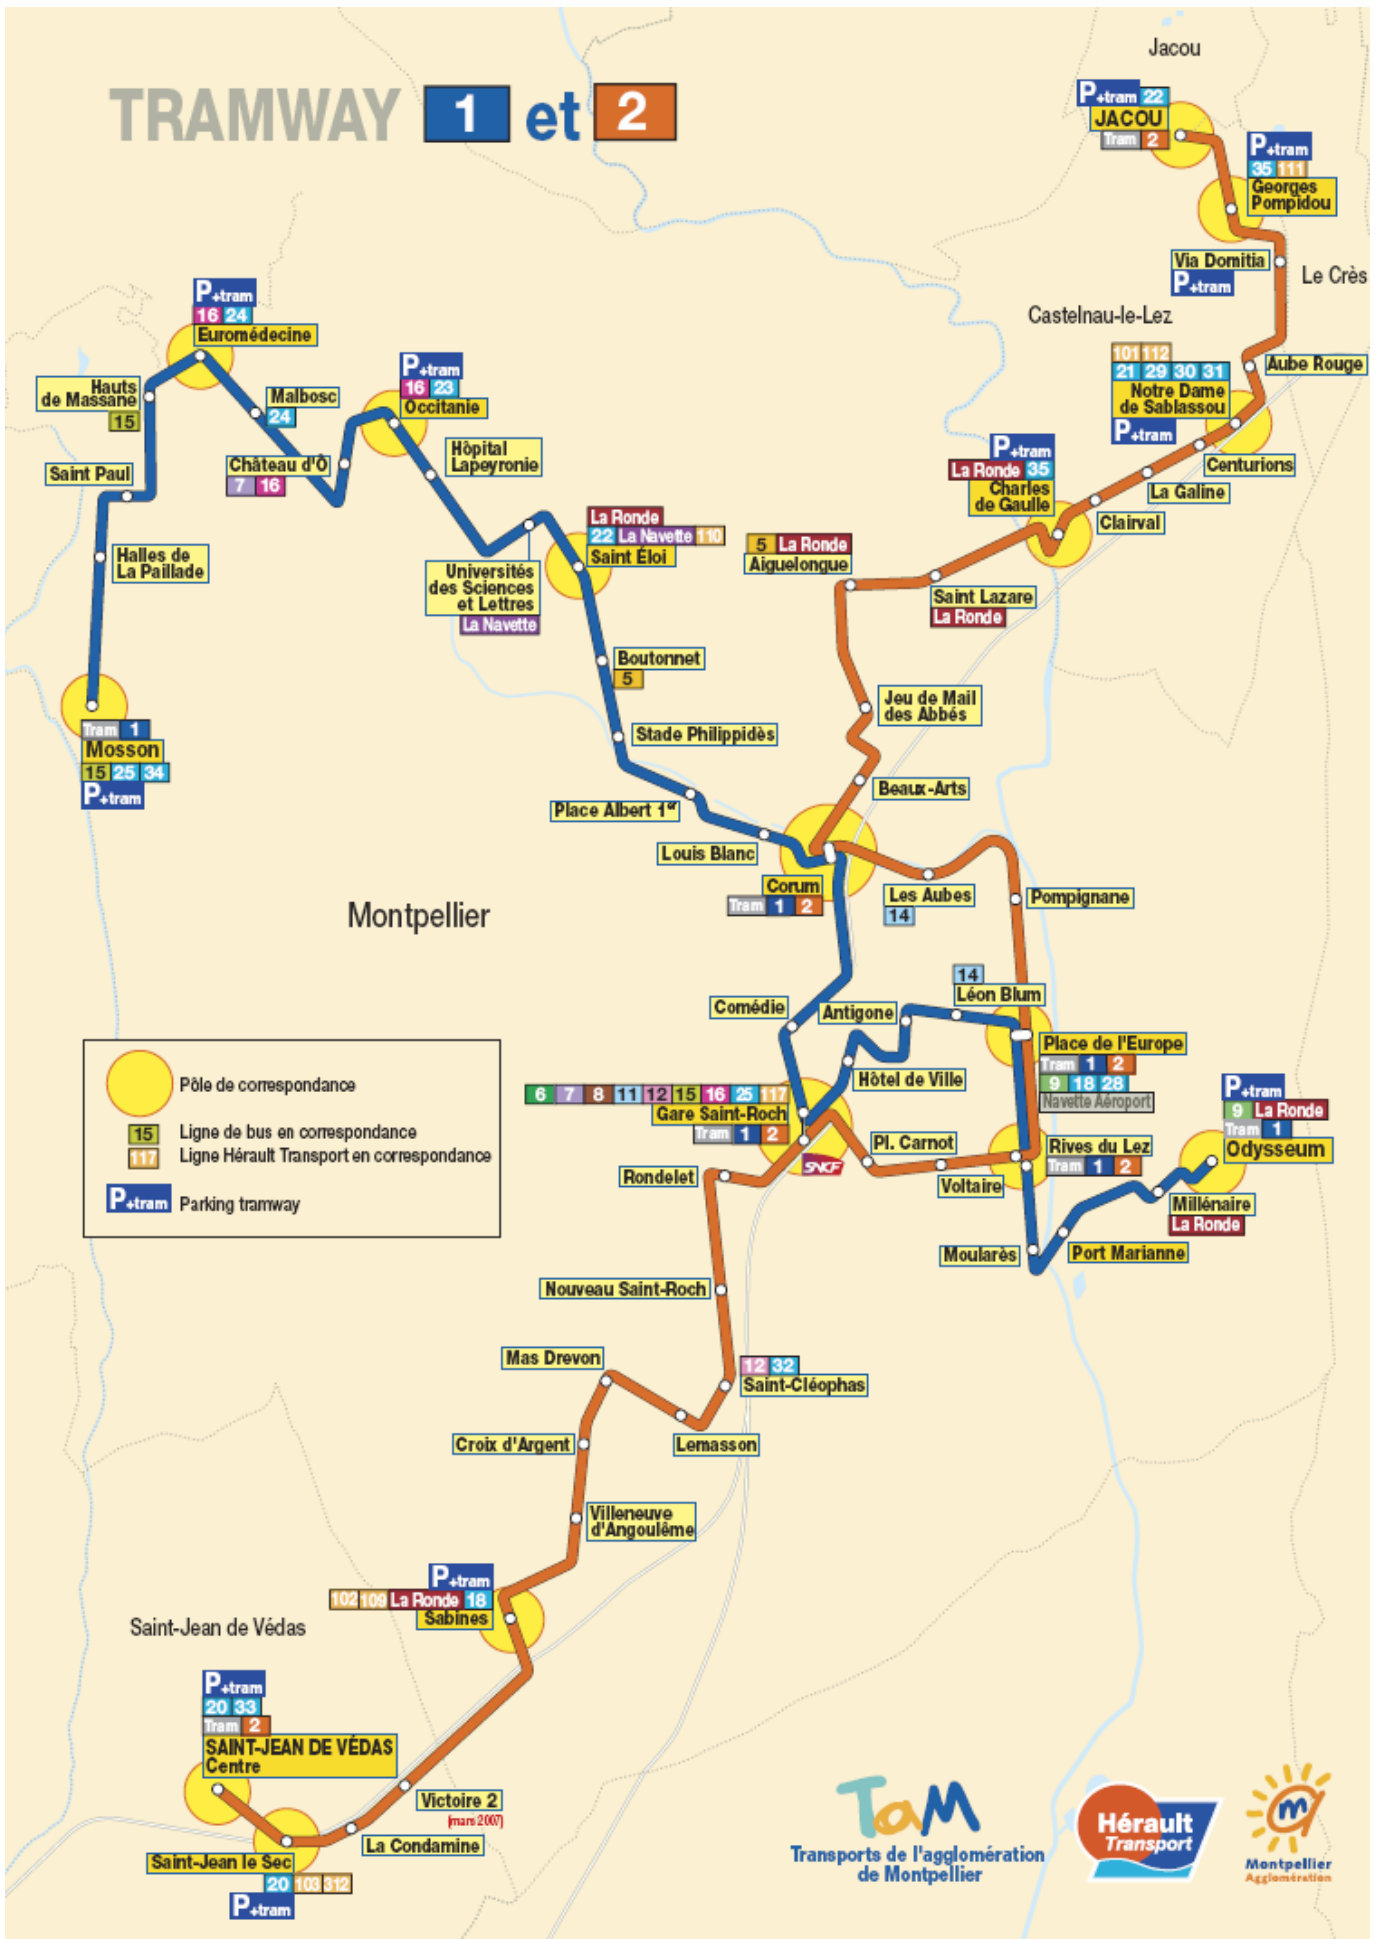 Jacou
TRAMWAY 1 et 2
P+tram 22
JACOU
Tram 2
P+tram
35 111
Georges
Pompidou
Via Domitia
P+tram
Le Crès
Castelnau-le-Lez
P+tram
16 24
Euromédecine
101 112
21 29 30 31
Notre Dame
de Sablassou
P+tram
Aube Rouge
Hauts
de Massane
15
Malbosc
24
P+tram
16 23
Occitanie
Hôpital
Lapeyronie
Château d'Ô
7 16
Saint Paul
P+tram
La Ronde 35
Charles
de Gaulle
Centurions
La Galine
Clairval
Halles de
La Paillade
La Ronde
22 La Navette 110
Saint Éloi
Universités
des Sciences
et Lettres
La Navette
5 La Ronde
Aiguelongue
Saint Lazare
La Ronde
Boutonnet
5
Jeu de Mail
des Abbés
Tram 1
Mosson
15 25 34
P+tram
Stade Philippidès
Beaux-Arts
Place Albert 1er
Louis Blanc
Corum
Tram 1 2
Les Aubes
14
Pompignane
Montpellier
14
Léon Blum
Comédie
Antigone
Place de l'Europe
Tram 1 2
9 18 28
Navette Aéroport
Hôtel de Ville
6 7 8 11 12 15 16 25 117
Gare Saint-Roch
Tram 1 2
SNCF
P+tram
9 La Ronde
Tram 1
Odysseum
Pl. Carnot
Rives du Lez
Tram 1 2
Rondelet
Voltaire
Millénaire
La Ronde
Moularès
Port Marianne
Pôle de correspondance
15 Ligne de bus en correspondance
117 Ligne Hérault Transport en correspondance
P+tram Parking tramway
Nouveau Saint-Roch
Mas Drevon
12 32
Saint-Cléophas
Croix d'Argent
Lemasson
Villeneuve
d'Angoulême
P+tram
102 109 La Ronde 18
Sabines
Saint-Jean de Védas
P+tram
20 33
Tram 2
SAINT-JEAN DE VÉDAS
Centre
Victoire 2
(mars 2007)
La Condamine
Saint-Jean le Sec
20 103 312
P+tram
TaM
Transports de l'agglomération
de Montpellier
Hérault
Transport
m
Montpellier
Agglomération